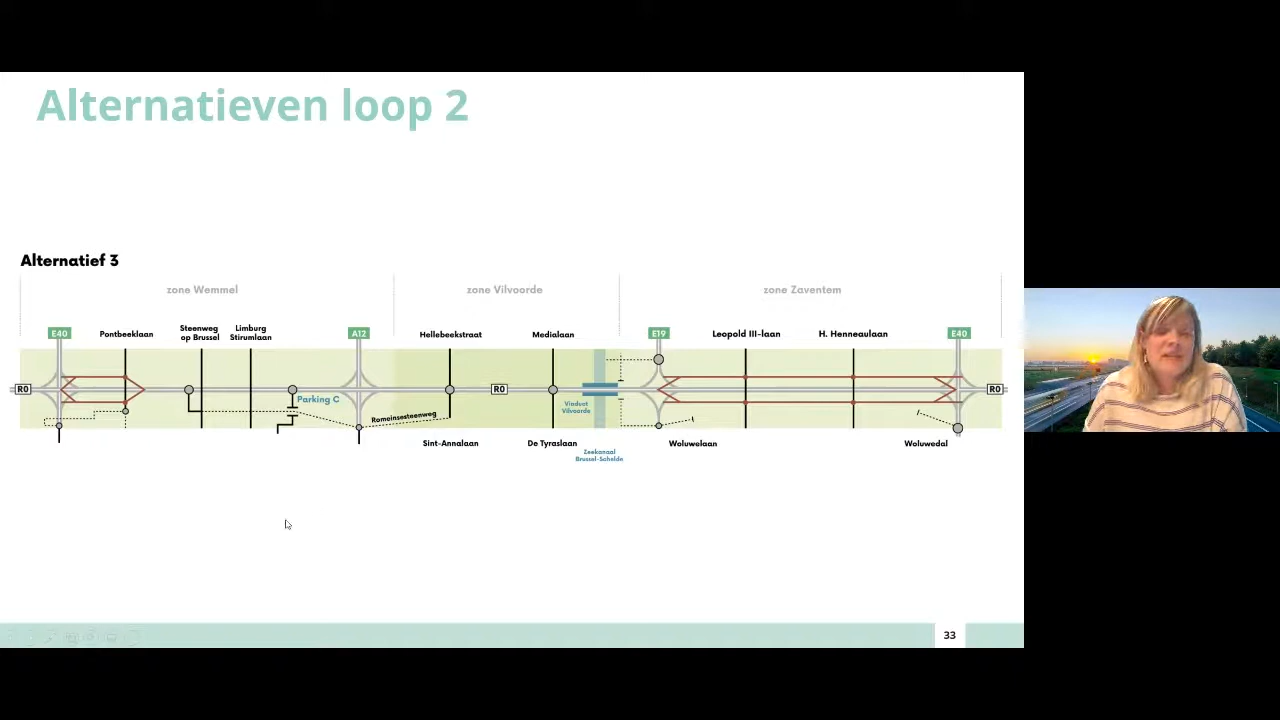 Alternatieven loop 2
Alternatief 3
zone Wemmel
zone Vilvoorde
zone Zaventem
E40
Pontbeeklaan
Steenweg
op Brussel
Limburg
Stirumlaan
A12
Hellebeekstraat
Medialaan
E19
Leopold III-laan
H. Henneaulaan
E40
R0
R0
R0
Parking C
Romeinsesteenweg
Viaduct
Vilvoorde
Sint-Annalaan
De Tyraslaan
Zeekanaal
Brussel-Schelde
Woluwelaan
Woluwedal
33